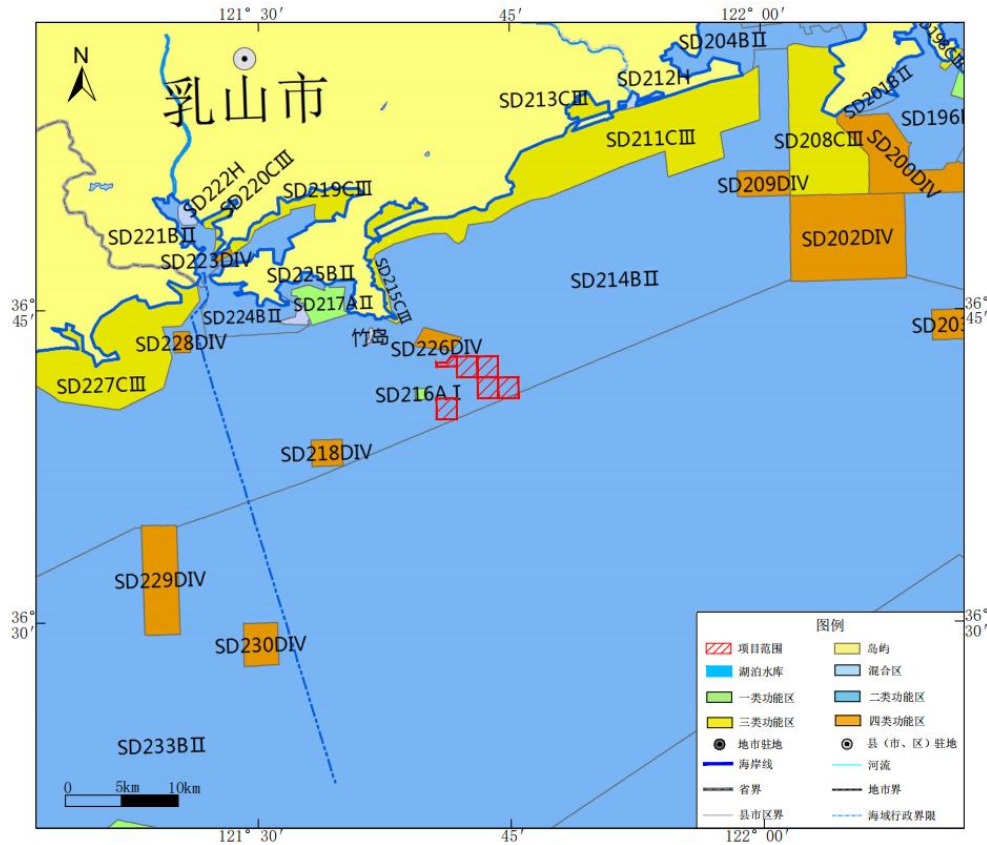 121° 30′
45′
122° 00′
N
乳山市
SD204BⅡ
SD198CⅢ
SD212H
SD213CⅢ
SD201BⅡ
SD211CⅢ
SD208CⅢ
SD200DⅣ
SD209DⅣ
SD222H
SD220CⅢ
SD219CⅢ
SD202DⅣ
SD221BⅡ
SD223DⅣ
SD225BⅡ
SD215CⅢ
SD214BⅡ
36° 45′
SD217AⅡ
SD224BⅡ
36° 45′
SD228DⅣ
竹岛
SD226DⅣ
SD227CⅢ
SD216AⅠ
SD218DⅣ
SD229DⅣ
36° 30′
SD230DⅣ
36° 30′
SD233BⅡ
0 5km 10km
图例
项目范围
岛屿
湖泊水库
混合区
一类功能区
二类功能区
三类功能区
四类功能区
地市驻地
县（市、区）驻地
海岸线
河流
省界
地市界
县市区界
海域行政界限
121° 30′
45′
122° 00′